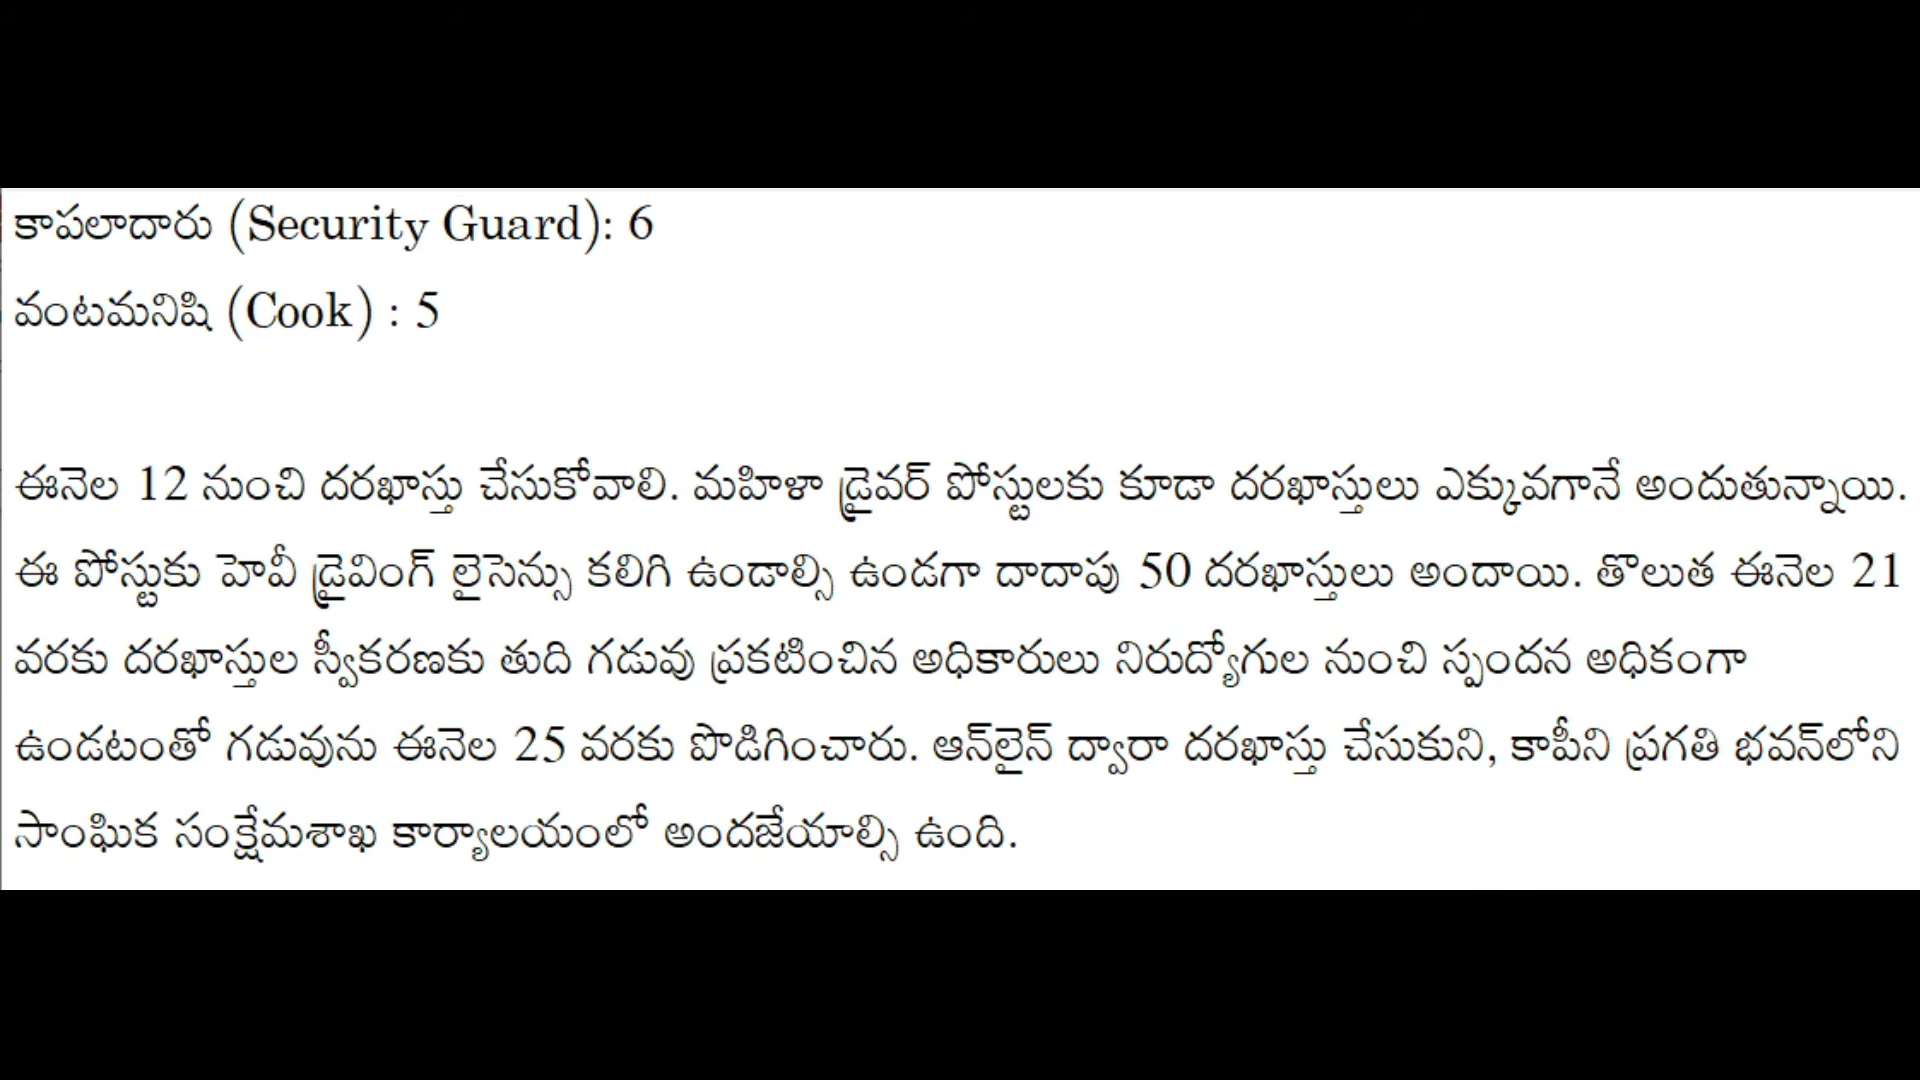 కాపలాదారు (Security Guard): 6
వంటమనిషి (Cook) : 5
ఈనెల 12 నుంచి దరఖాస్తు చేసుకోవాలి. మహిళా డ్రైవర్ పోస్టులకు కూడా దరఖాస్తులు ఎక్కువగానే అందుతున్నాయి.
ఈ పోస్టుకు హెవీ డ్రైవింగ్ లైసెన్సు కలిగి ఉండాల్సి ఉండగా దాదాపు 50 దరఖాస్తులు అందాయి. తొలుత ఈనెల 21
వరకు దరఖాస్తుల స్వీకరణకు తుది గడువు ప్రకటించిన అధికారులు నిరుద్యోగుల నుంచి స్పందన అధికంగా
ఉండటంతో గడువును ఈనెల 25 వరకు పొడిగించారు. ఆన్‌లైన్ ద్వారా దరఖాస్తు చేసుకుని, కాపీని ప్రగతి భవన్‌లోని
సాంఘిక సంక్షేమశాఖ కార్యాలయంలో అందజేయాల్సి ఉంది.